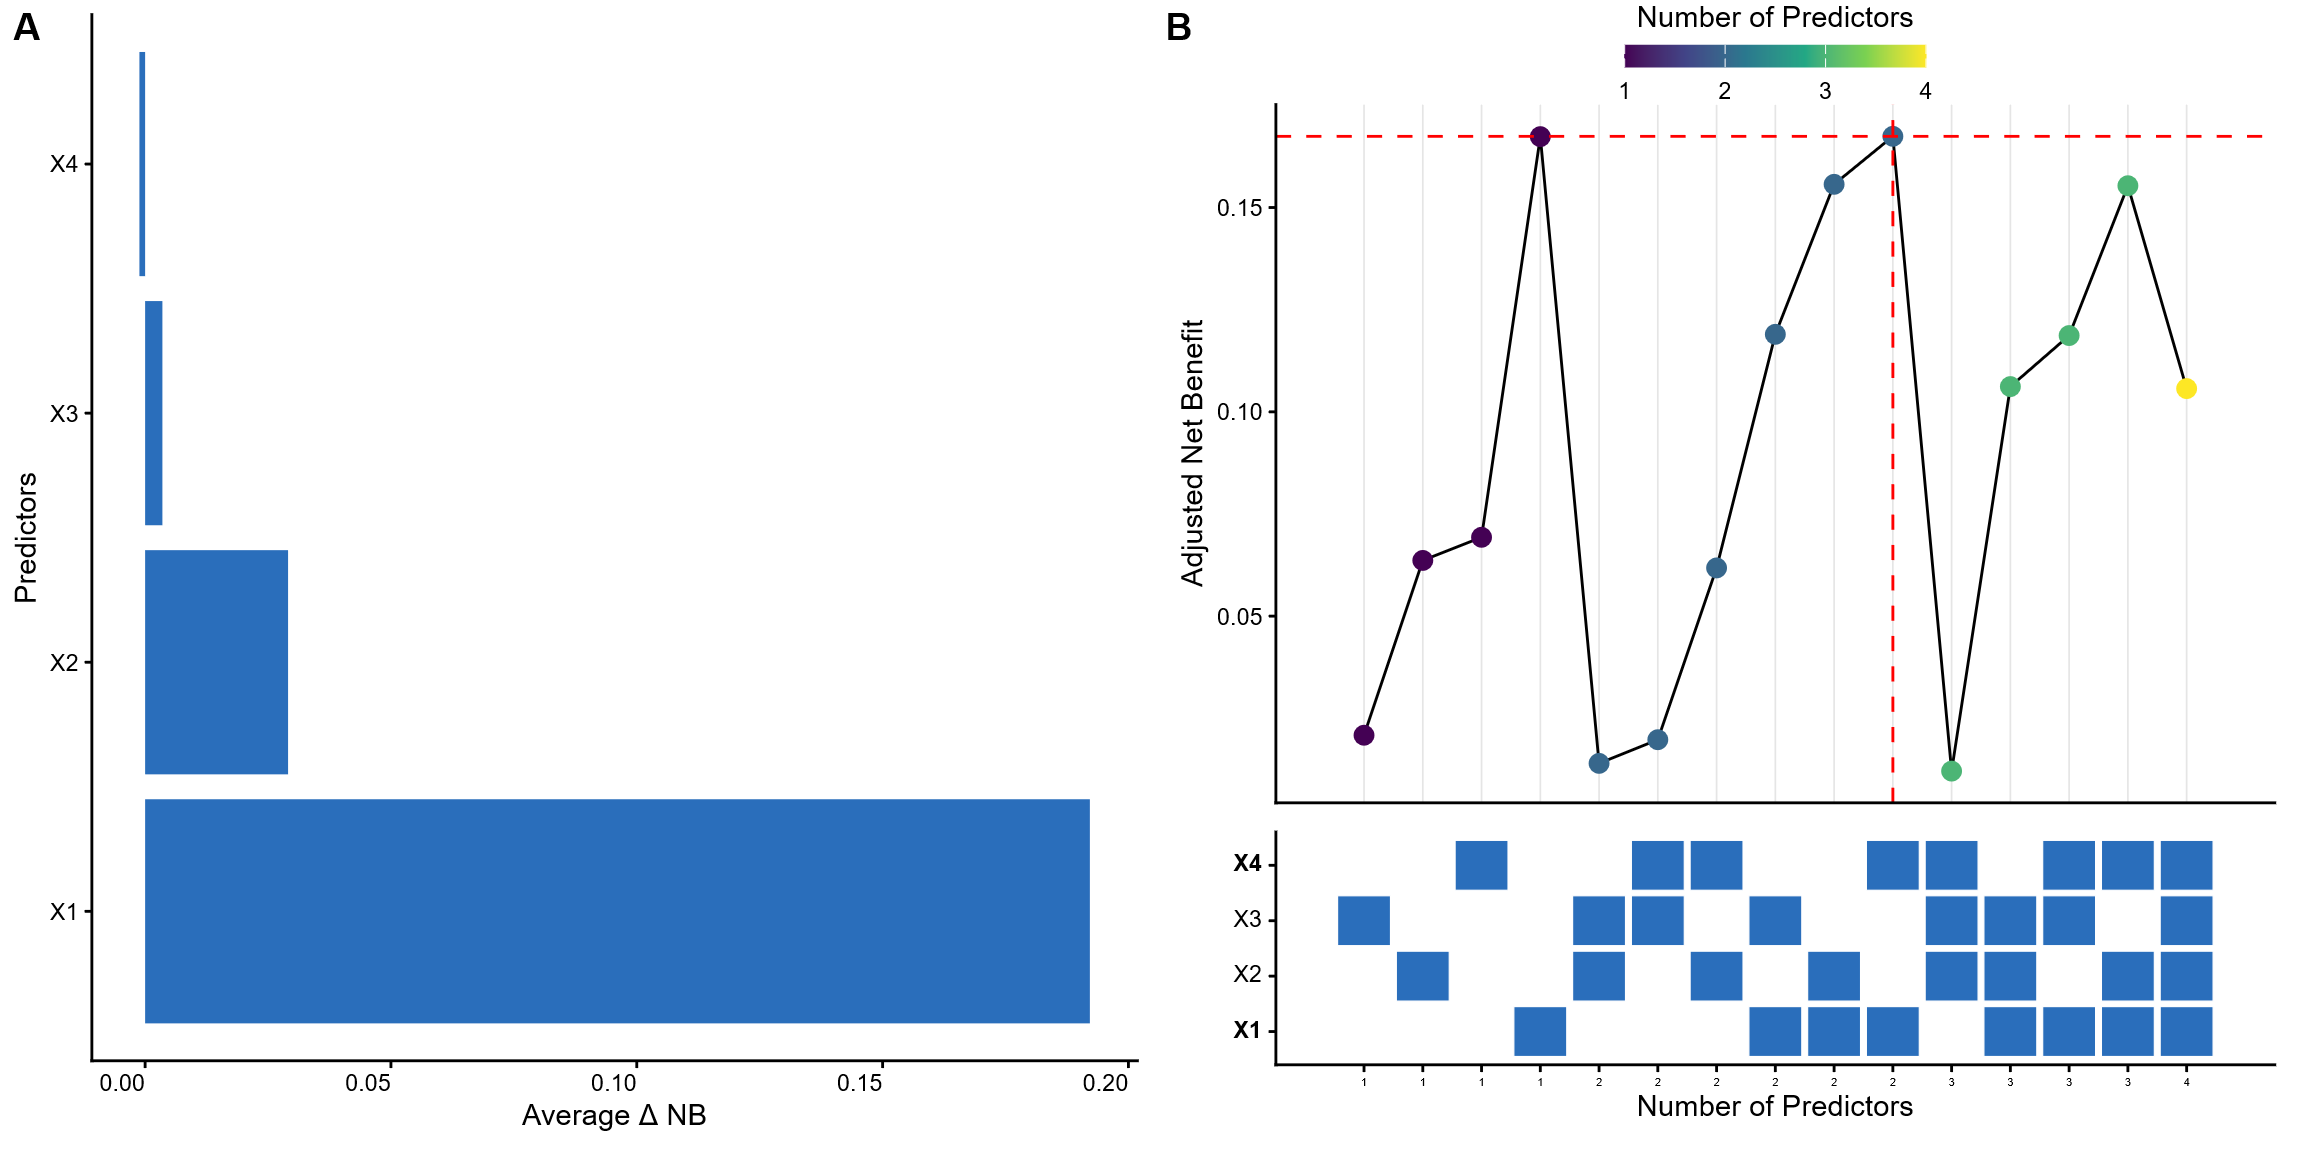 A
Predictors
X4
X3
X2
X1
0.00 0.05 0.10 0.15 0.20
Average Δ NB
B
Number of Predictors
1 2 3 4
Adjusted Net Benefit
0.15
0.10
0.05
X4
X3
X2
X1
1 1 1 1 2 2 2 2 2 2 3 3 3 3 4
Number of Predictors